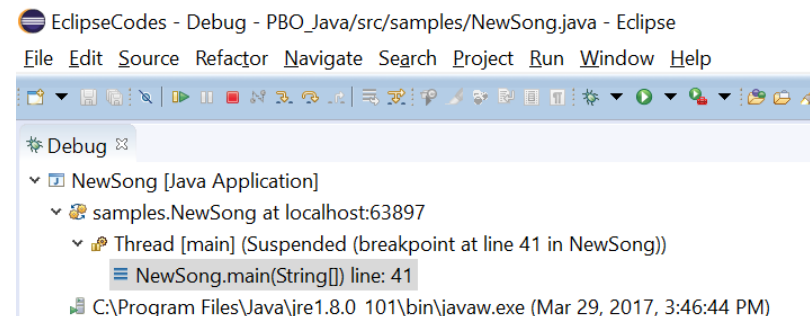 EclipseCodes - Debug - PBO_Java/src/samples/NewSong.java - Eclipse
File Edit Source Refactor Navigate Search Project Run Window Help
Debug
NewSong [Java Application]
samples.NewSong at localhost:63897
Thread [main] (Suspended (breakpoint at line 41 in NewSong))
NewSong.main(String[]) line: 41
C:\Program Files\Java\jre1.8.0_101\bin\javaw.exe (Mar 29, 2017, 3:46:44 PM)